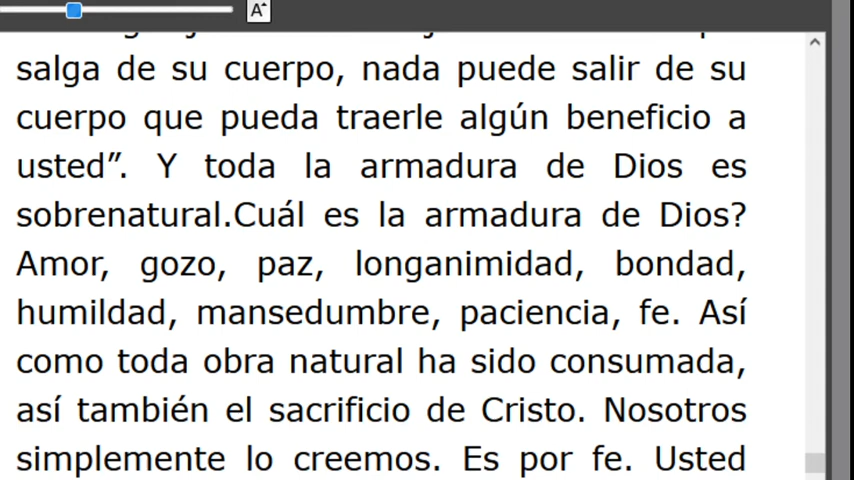 A
salga de su cuerpo, nada puede salir de su
cuerpo que pueda traerle algún beneficio a
usted”. Y toda la armadura de Dios es
sobrenatural.Cuál es la armadura de Dios?
Amor, gozo, paz, longanimidad, bondad,
humildad, mansedumbre, paciencia, fe. Así
como toda obra natural ha sido consumada,
así también el sacrificio de Cristo. Nosotros
simplemente lo creemos. Es por fe. Usted